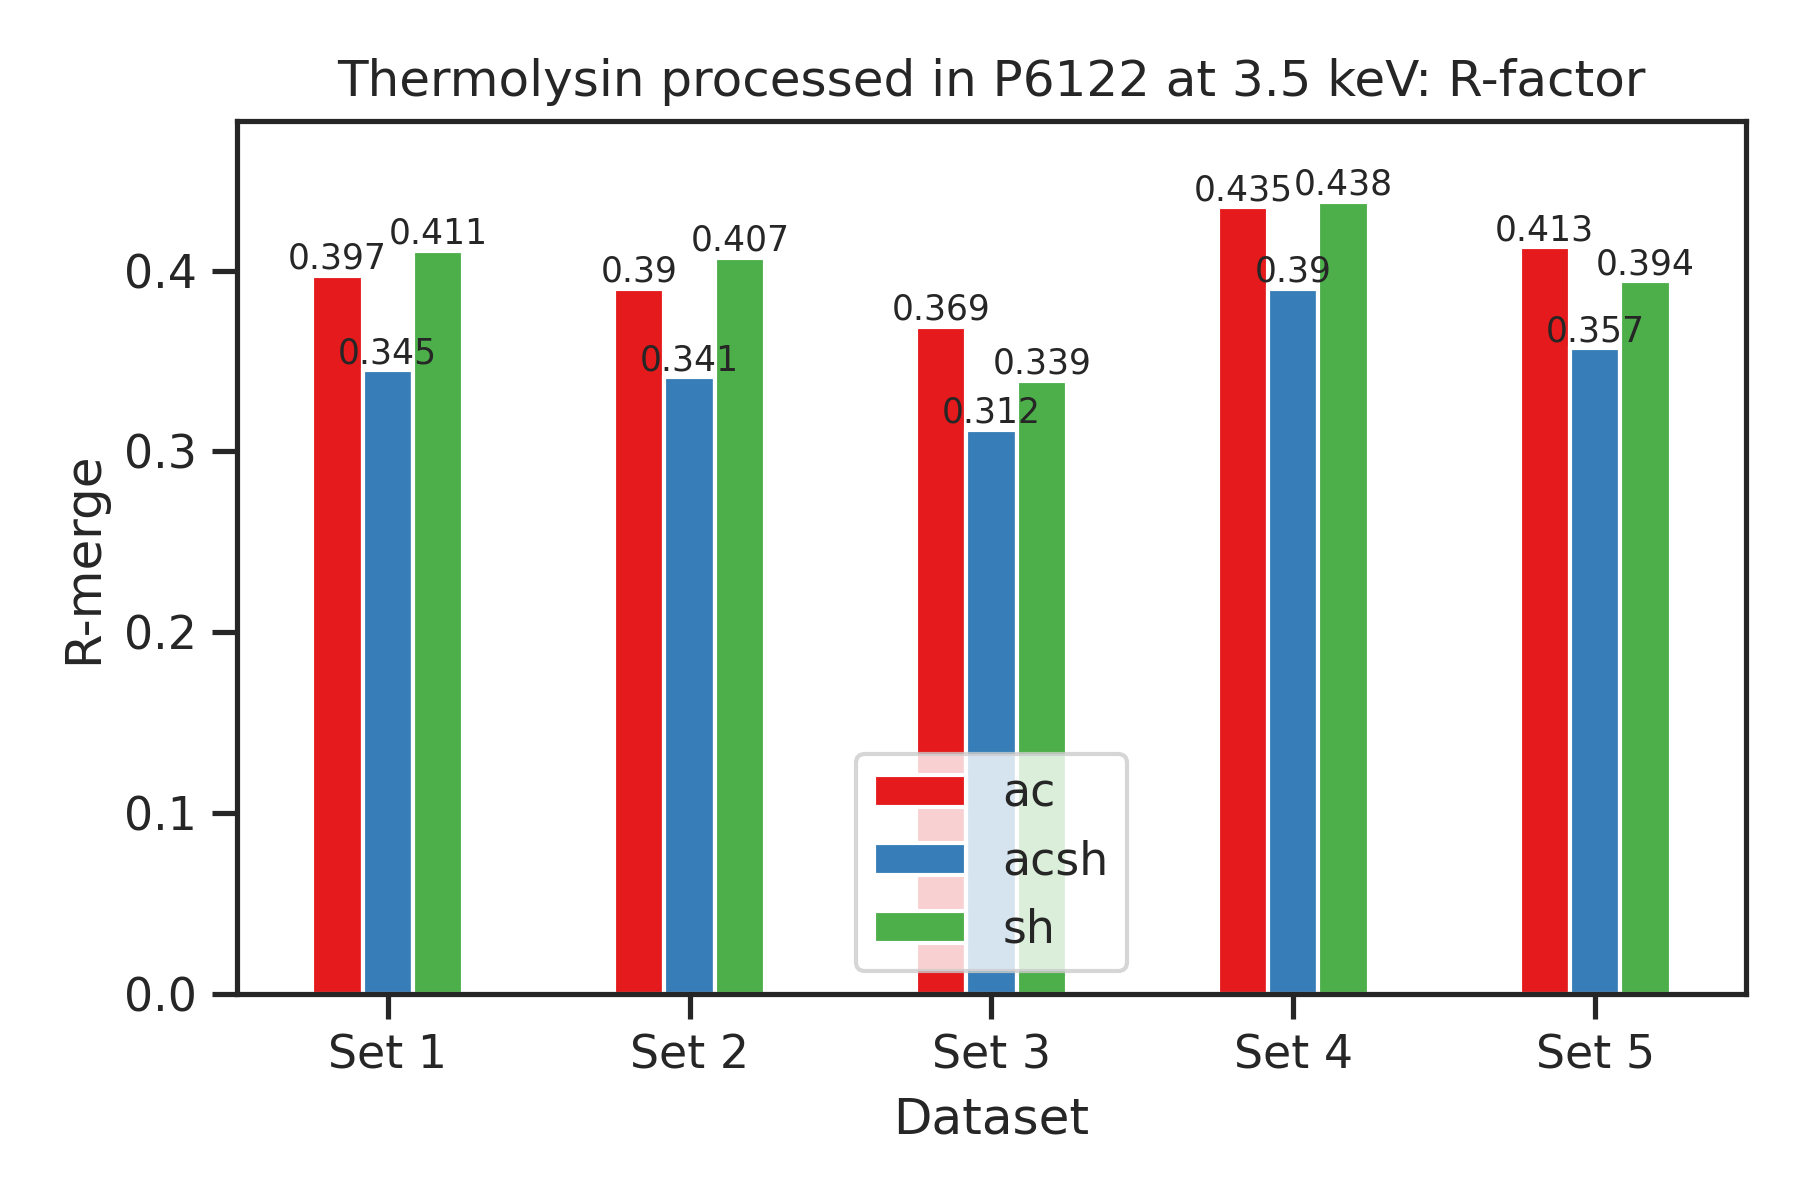 Thermolysin processed in P6122 at 3.5 keV: R-factor
R-merge
0.4
0.3
0.2
0.1
0.0
0.397
0.345
0.411
0.39
0.341
0.407
0.369
0.312
0.339
0.435
0.39
0.438
0.413
0.357
0.394
ac
acsh
sh
Set 1
Set 2
Set 3
Set 4
Set 5
Dataset